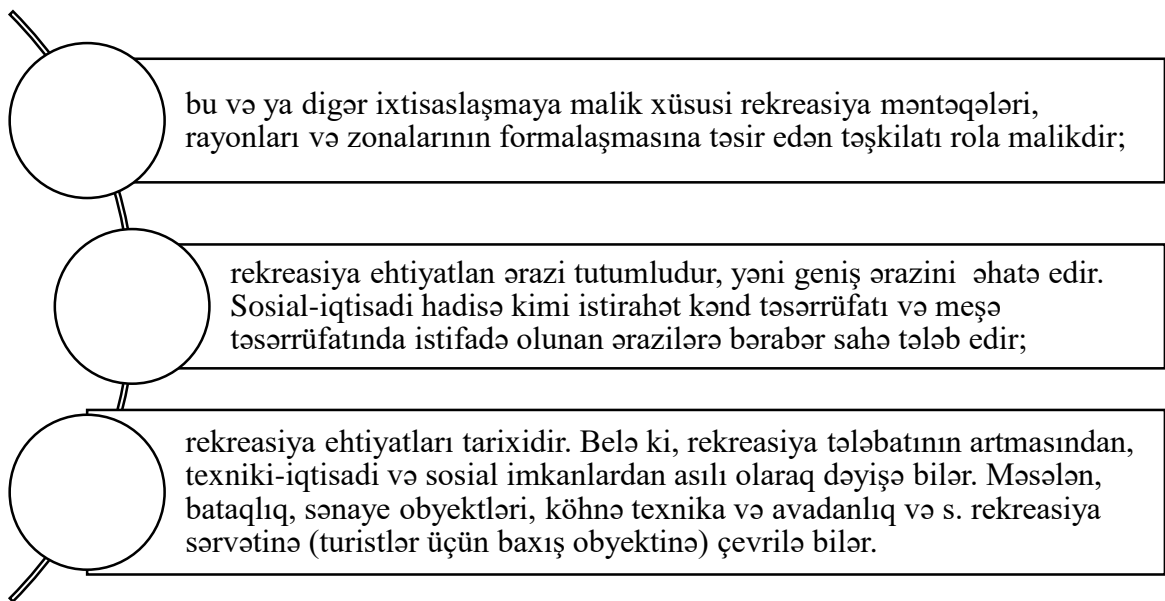 bu və ya digər ixtisaslaşmaya malik xüsusi rekreasiya məntəqələri,
rayonları və zonalarının formalaşmasına təsir edən təşkilatı rola malikdir;
rekreasiya ehtiyatlan ərazi tutumludur, yəni geniş ərazini əhatə edir.
Sosial-iqtisadi hadisə kimi istirahət kənd təsərrüfatı və meşə
təsərrüfatında istifadə olunan ərazilərə bərabər sahə tələb edir;
rekreasiya ehtiyatları tarixidir. Belə ki, rekreasiya tələbatının artmasından,
texniki-iqtisadi və sosial imkanlardan asılı olaraq dəyişə bilər. Məsələn,
bataqlıq, sənaye obyektləri, köhnə texnika və avadanlıq və s. rekreasiya
sərvətinə (turistlər üçün baxış obyektinə) çevrilə bilər.